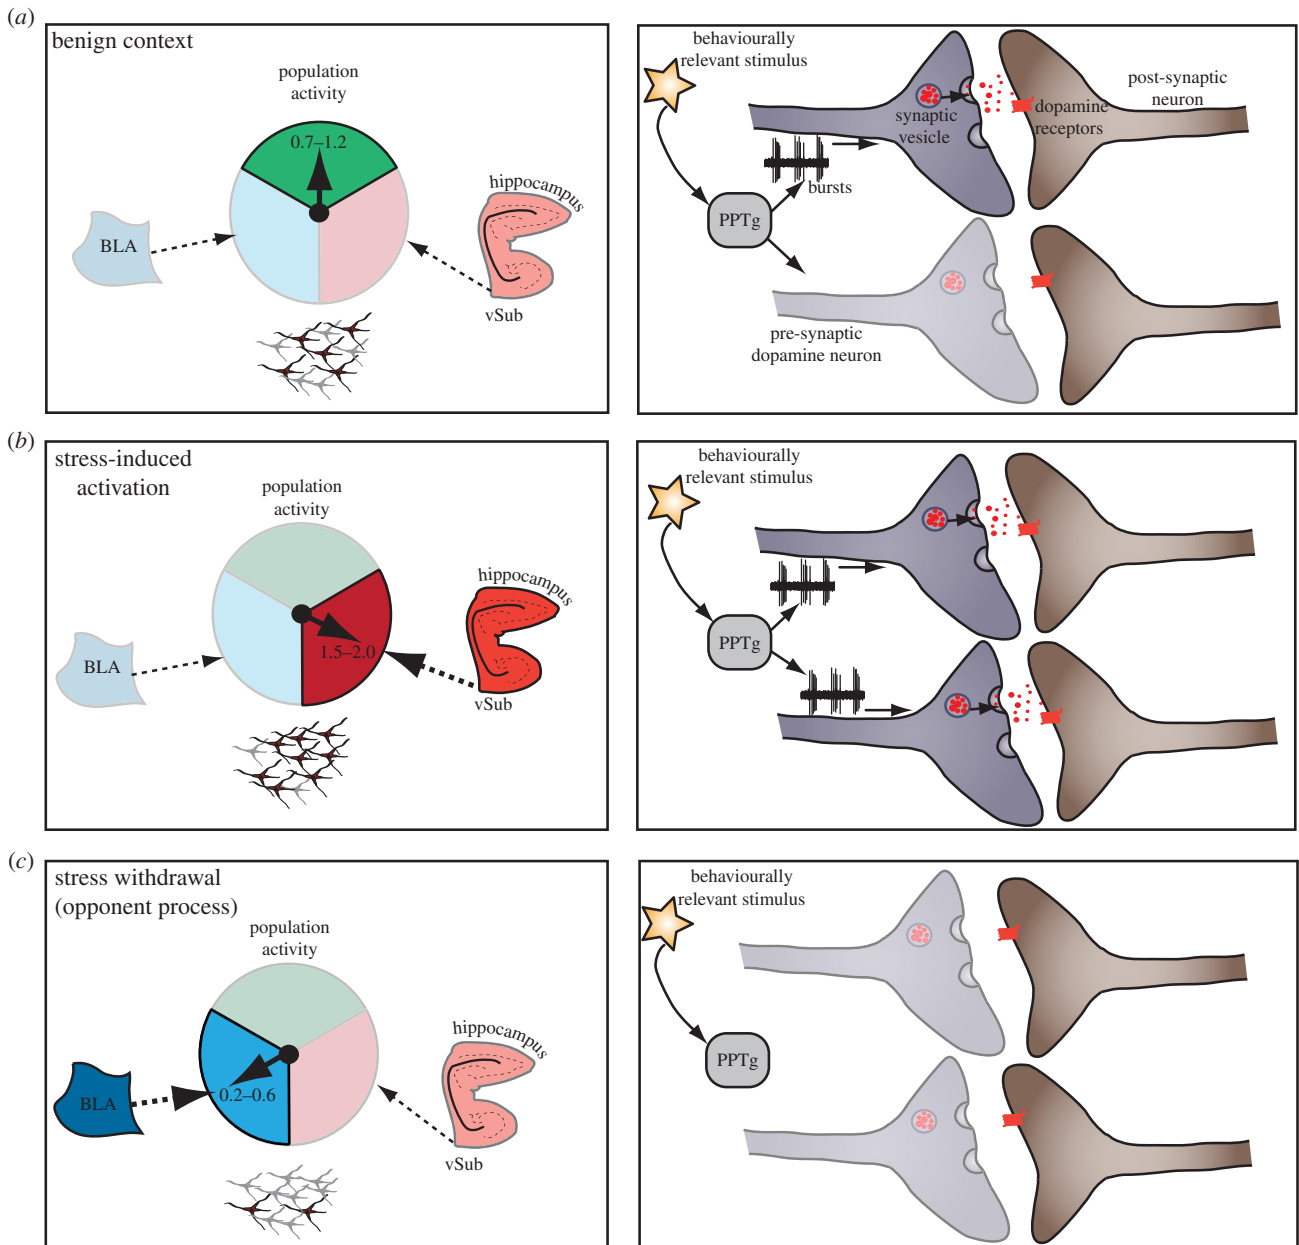 (a)
benign context
population
activity
0.7–1.2
BLA
hippocampus
vSub
behaviourally
relevant stimulus
PPTg
bursts
synaptic
vesicle
dopamine
receptors
post-synaptic
neuron
pre-synaptic
dopamine neuron
(b)
stress-induced
activation
population
activity
1.5–2.0
BLA
hippocampus
vSub
behaviourally
relevant stimulus
PPTg
(c)
stress withdrawal
(opponent process)
population
activity
0.2–0.6
BLA
hippocampus
vSub
behaviourally
relevant stimulus
PPTg